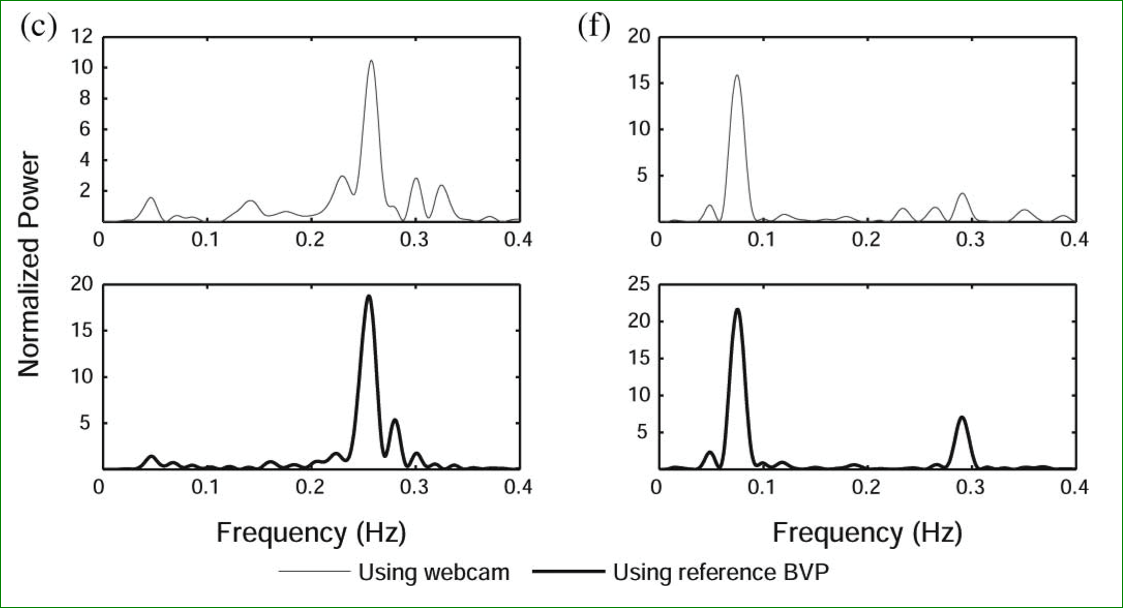 (c)
(f)
Normalized Power
12
10
8
6
4
2
0 0.1 0.2 0.3 0.4
20
15
10
5
0 0.1 0.2 0.3 0.4
20
15
10
5
0 0.1 0.2 0.3 0.4
25
20
15
10
5
0 0.1 0.2 0.3 0.4
Frequency (Hz)
Frequency (Hz)
Using webcam
Using reference BVP